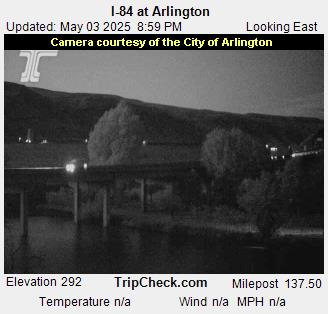 I-84 at Arlington
Updated: May 03 2025 8:59 PM Looking East
Camera courtesy of the City of Arlington
Elevation 292 TripCheck.com Milepost 137.50
Temperature n/a Wind n/a MPH n/a